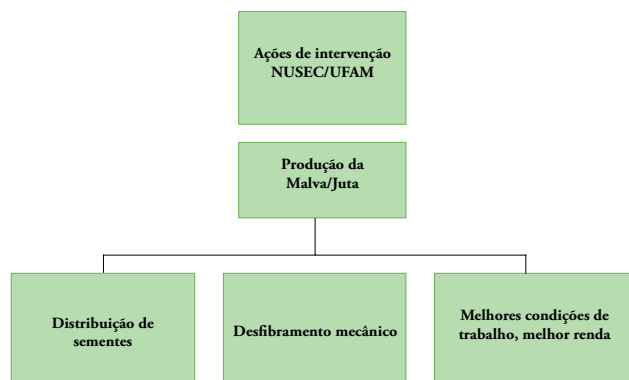 Ações de intervenção
NUSEC/UFAM
Produção da
Malva/Juta
Distribuição de
sementes
Desfibramento mecânico
Melhores condições de
trabalho, melhor renda